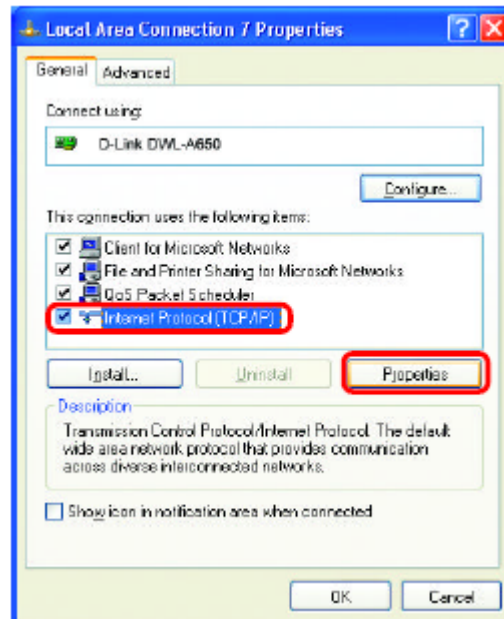 Local Area Connection 7 Properties
General
Advanced
Connect using:
D-Link DWL-A650
Configure...
This connection uses the following items:
Client for Microsoft Networks
File and Printer Sharing for Microsoft Networks
QoS Packet Scheduler
Internet Protocol (TCP/IP)
Install...
Uninstall
Properties
Description
Transmission Control Protocol/Internet Protocol. The default
wide area network protocol that provides communication
across diverse interconnected networks.
Show icon in notification area when connected
OK
Cancel